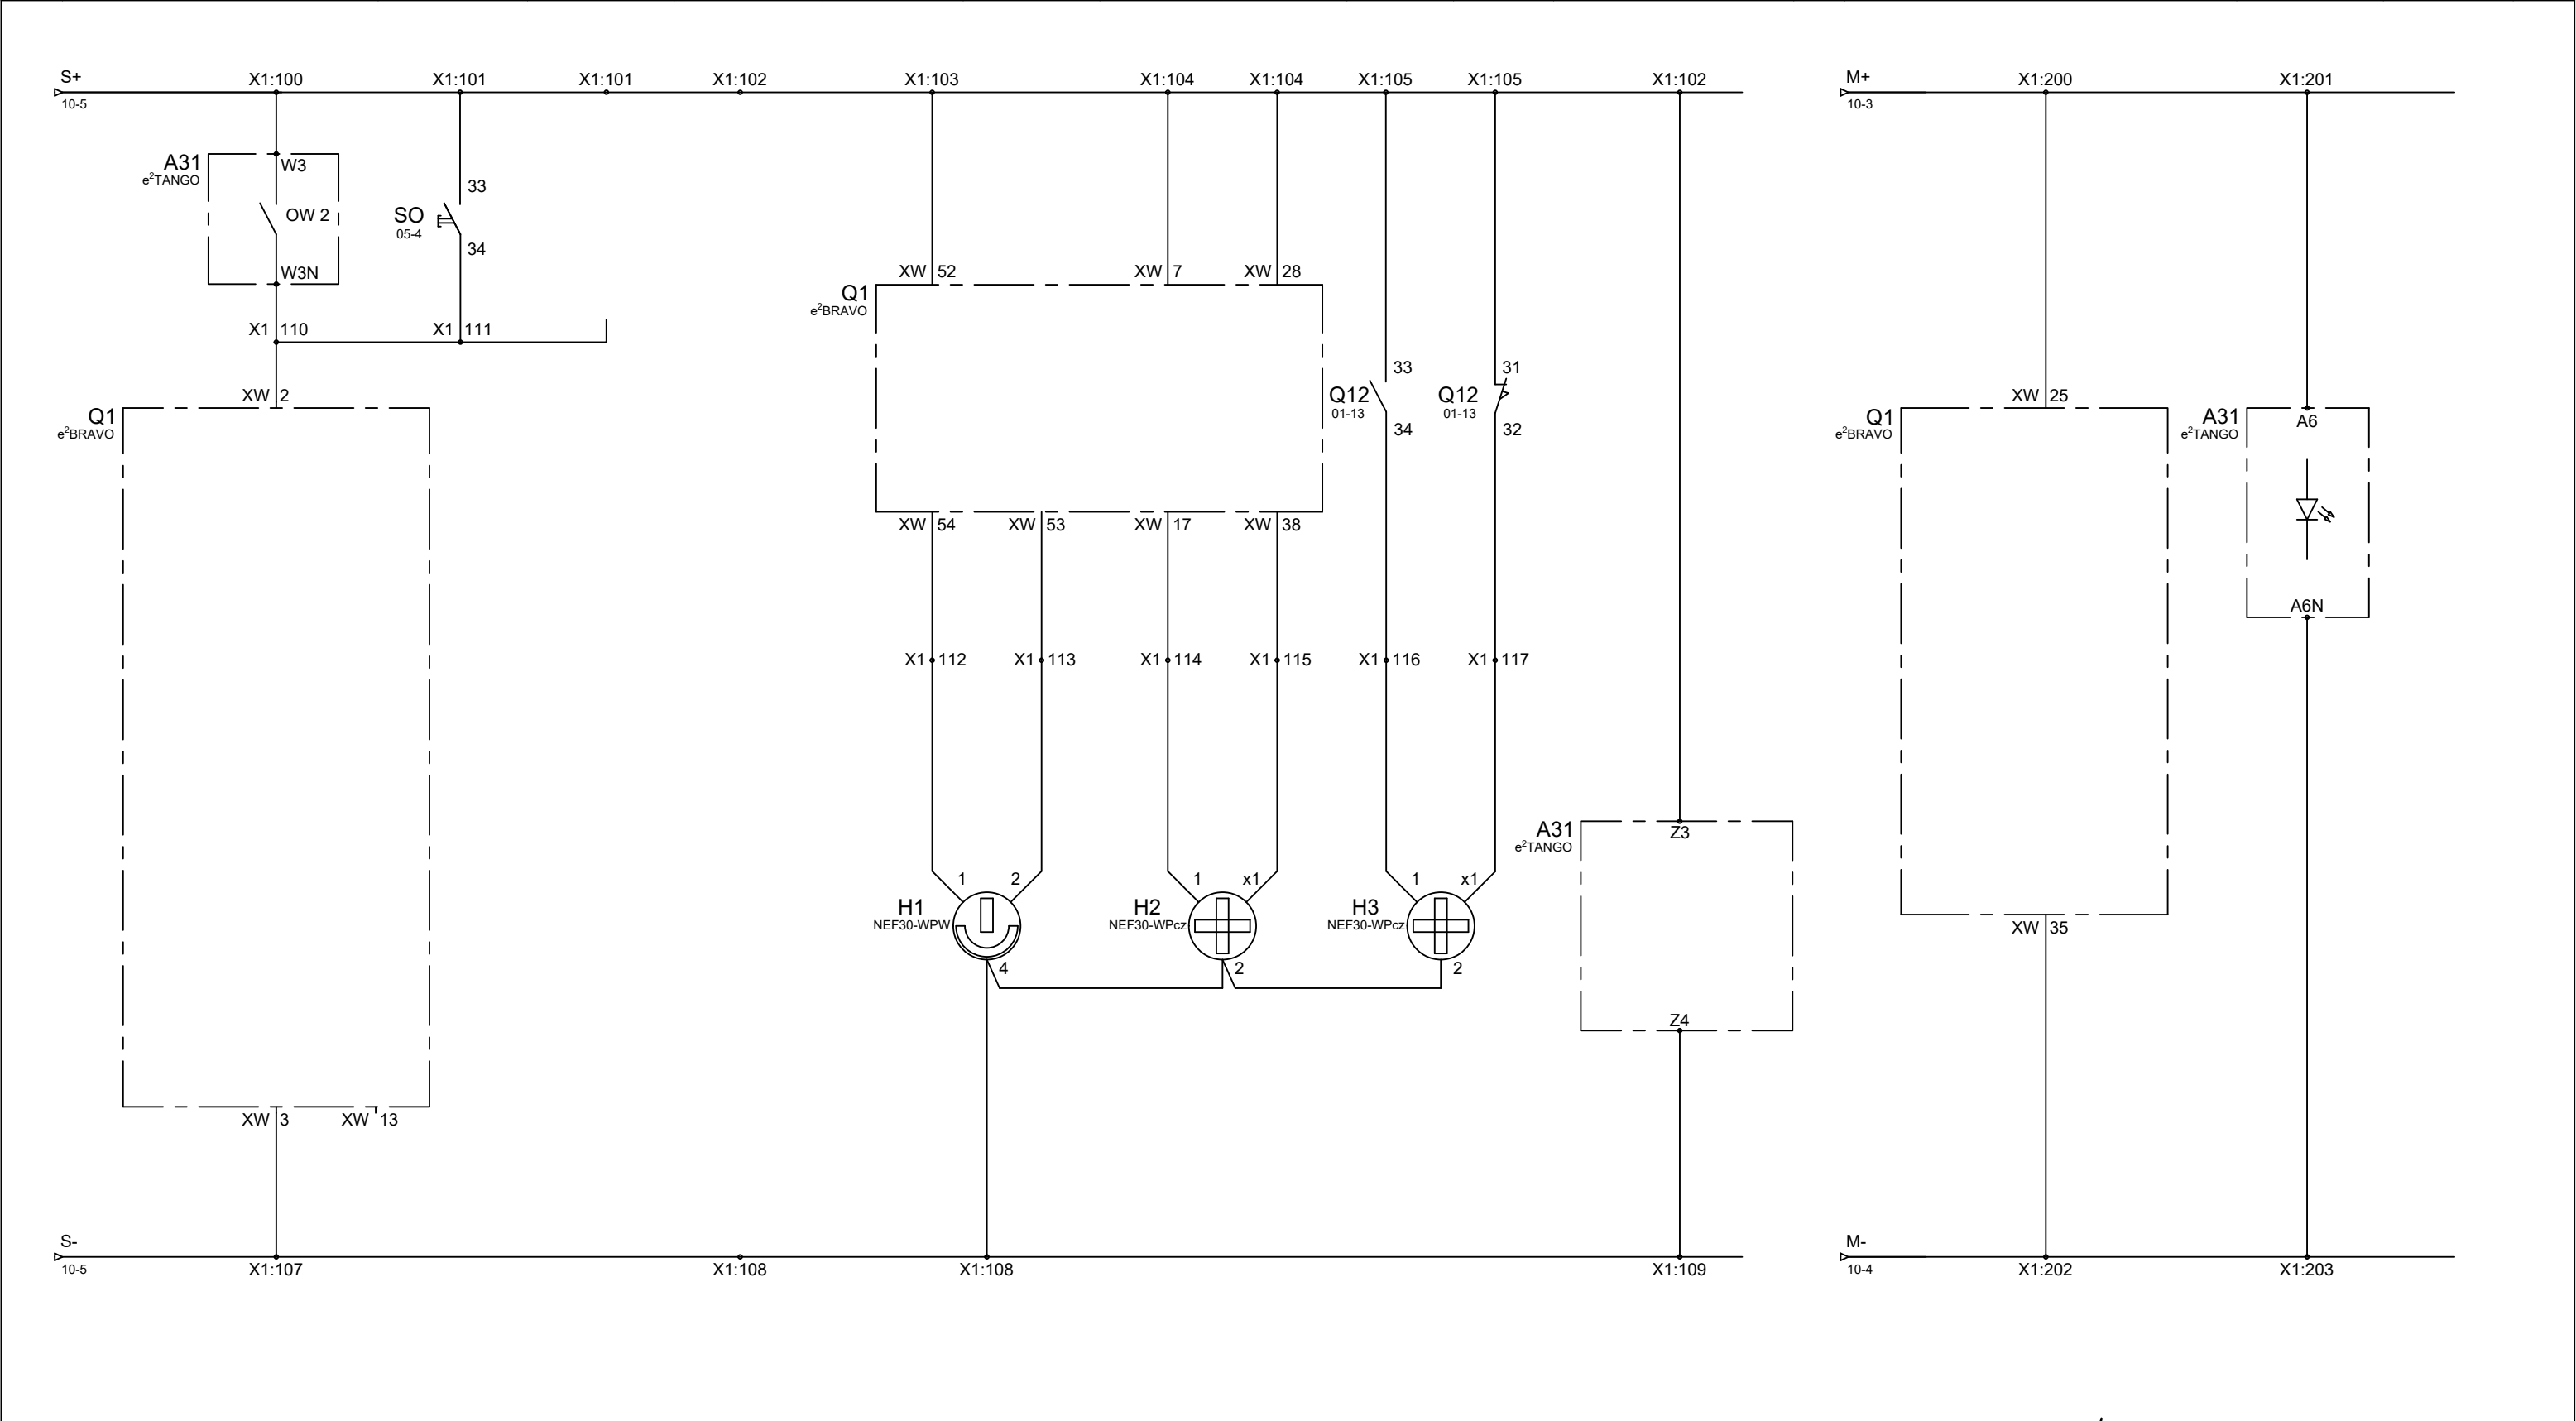 S+
10-5
X1:100
X1:101
X1:101
X1:102
X1:103
X1:104
X1:104
X1:105
X1:105
X1:102
M+
10-3
X1:200
X1:201
A31
e²TANGO
W3
OW 2
W3N
33
SO
05-4
34
X1 110
X1 111
XW 2
Q1
e²BRAVO
XW 3
XW 13
XW 52
XW 7
XW 28
Q1
e²BRAVO
XW 54
XW 53
XW 17
XW 38
33
Q12
01-13
34
31
Q12
01-13
32
X1 112
X1 113
X1 114
X1 115
X1 116
X1 117
1
2
H1
NEF30-WPW
4
1
x1
H2
NEF30-WPcz
2
1
x1
H3
NEF30-WPcz
2
A31
e²TANGO
Z3
Z4
XW 25
Q1
e²BRAVO
XW 35
A31
e²TANGO
A6
A6N
S-
10-5
X1:107
X1:108
X1:108
X1:109
M-
10-4
X1:202
X1:203